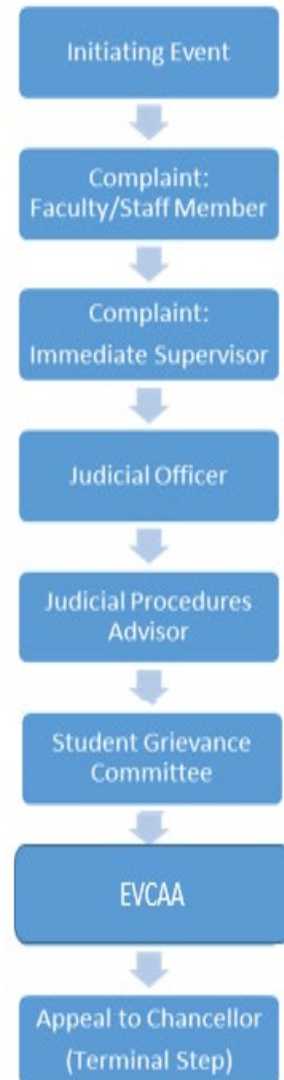 Initiating Event
Complaint:
Faculty/Staff Member
Complaint:
Immediate Supervisor
Judicial Officer
Judicial Procedures
Advisor
Student Grievance
Committee
EVCAA
Appeal to Chancellor
(Terminal Step)